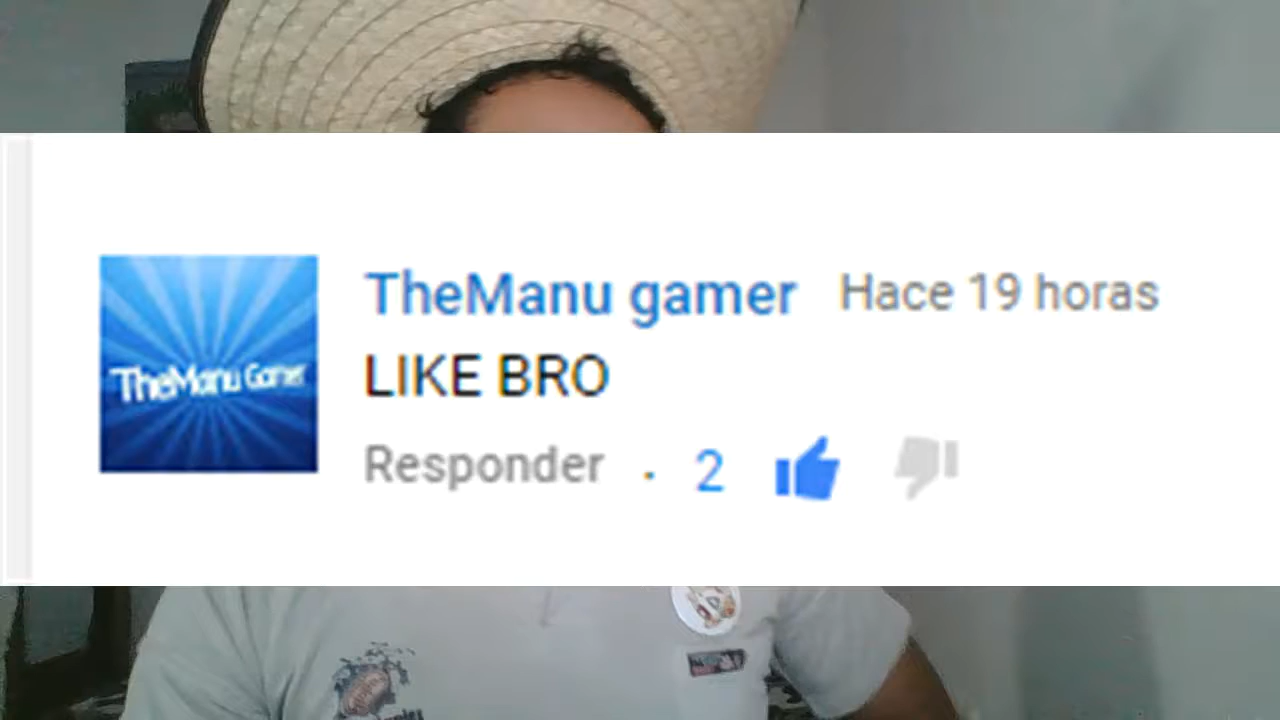 TheManu gamer Hace 19 horas
TheManu Gamer
LIKE BRO
Responder · 2